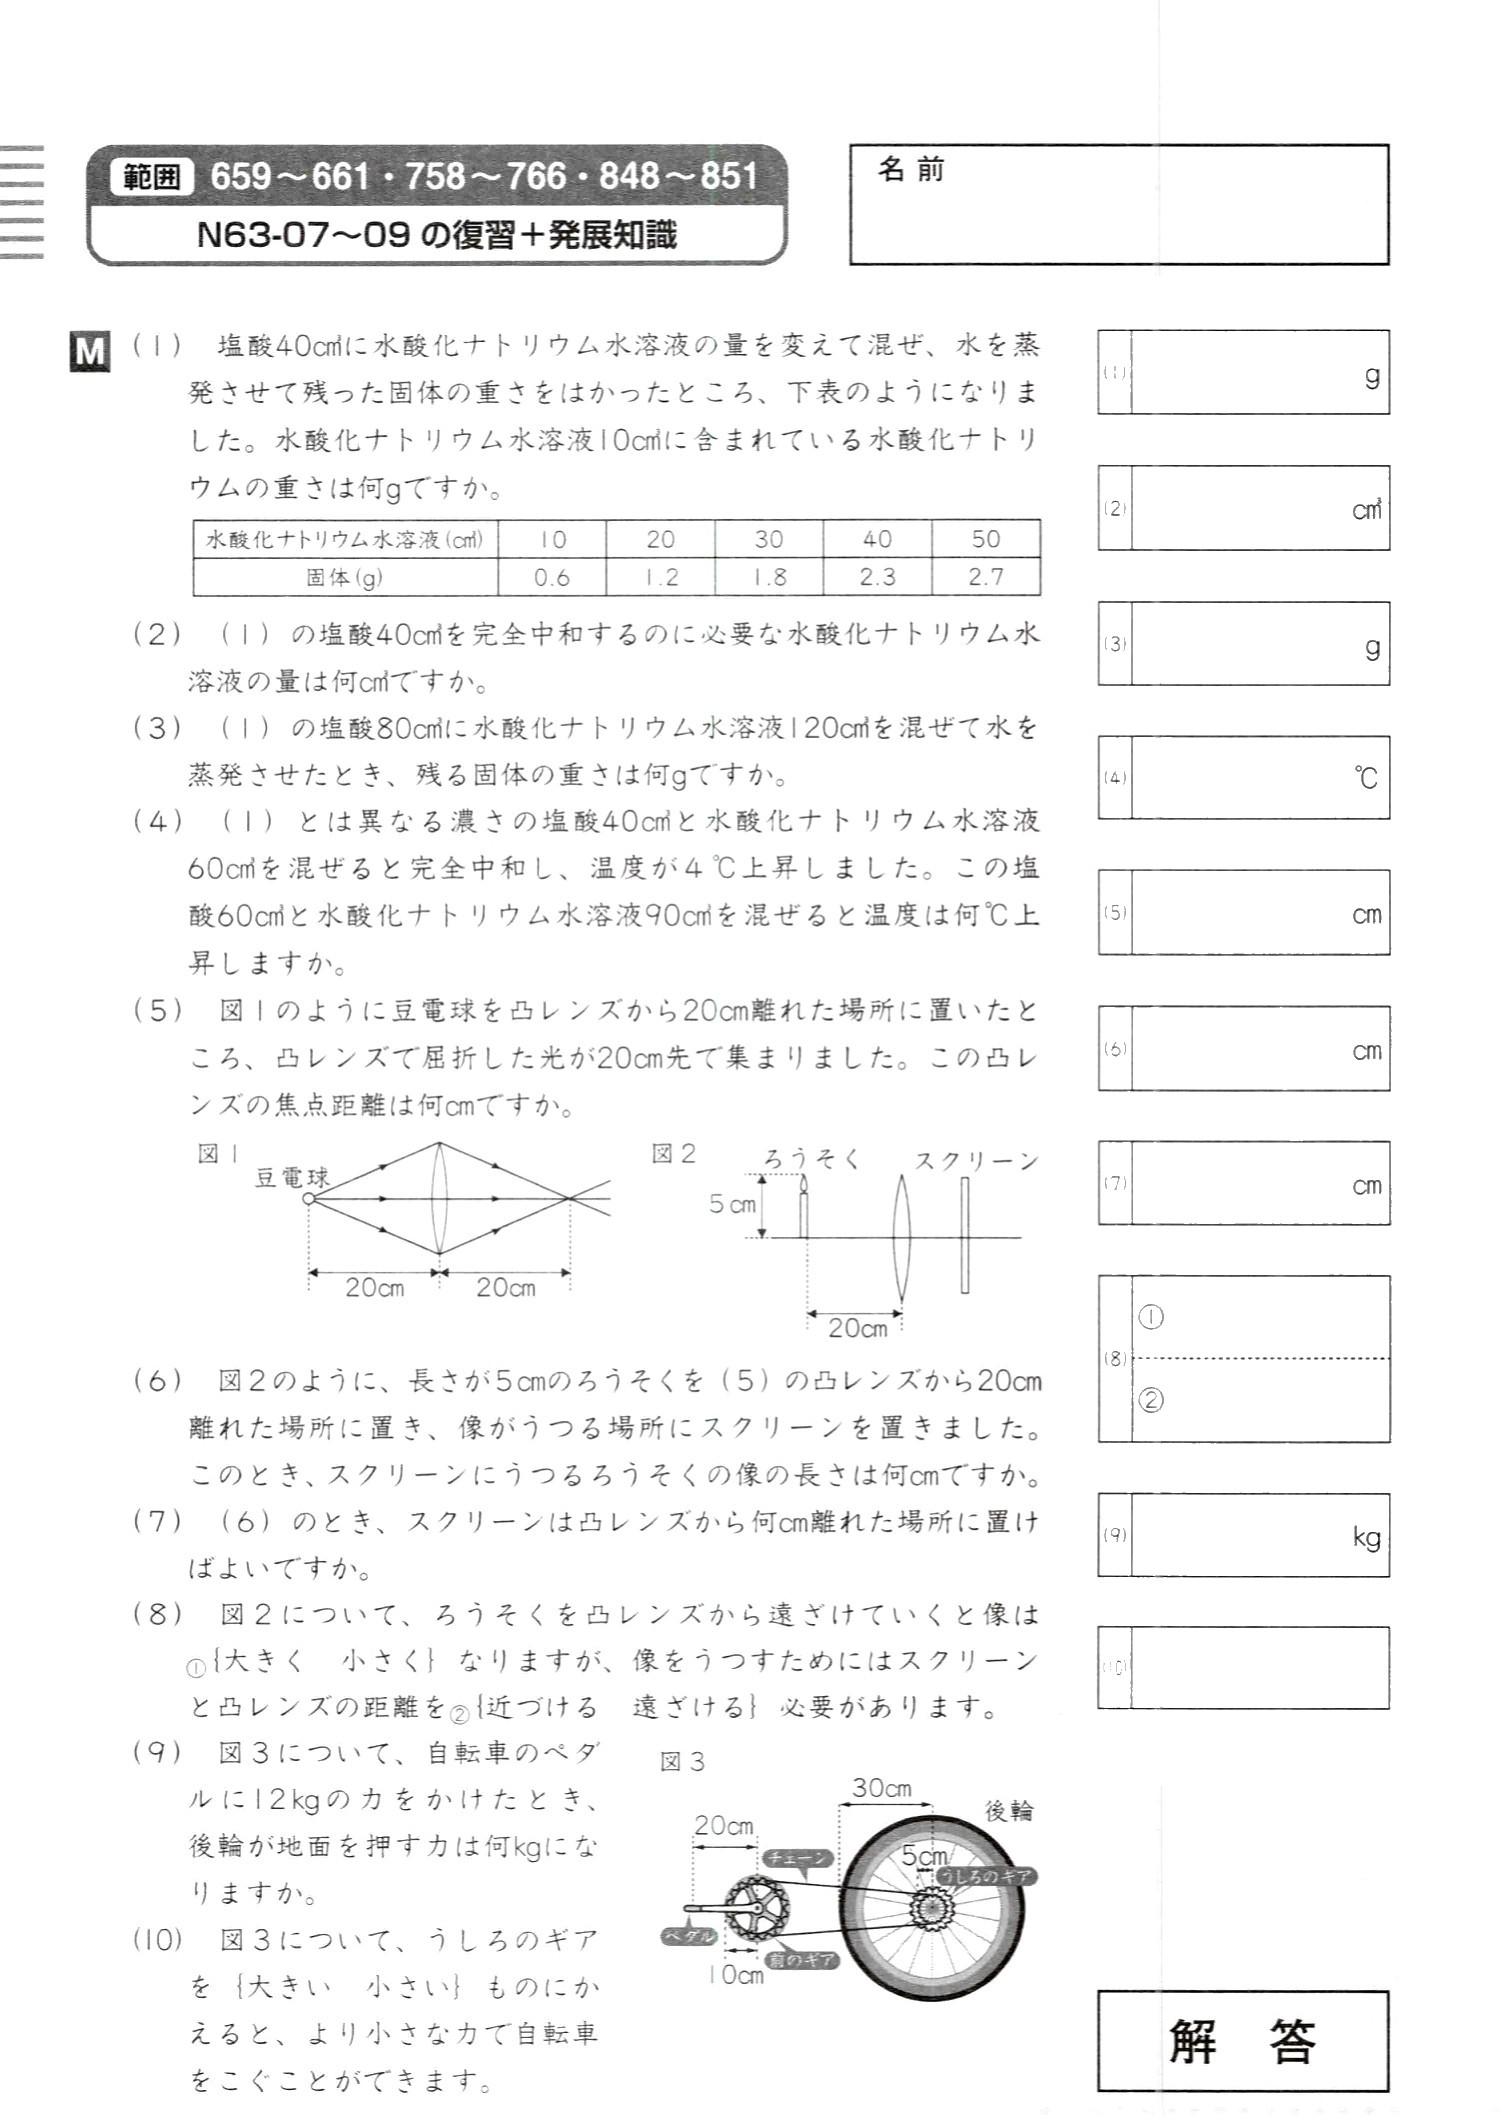 範囲 659～661・758～766・848～851
N63-07～09の復習＋発展知識
名前
M
(1) 塩酸40cm³に水酸化ナトリウム水溶液の量を変えて混ぜ、水を蒸
発させて残った固体の重さをはかったところ、下表のようになりま
した。水酸化ナトリウム水溶液10cm³に含まれている水酸化ナトリ
ウムの重さは何gですか。
水酸化ナトリウム水溶液(cm³) 10 20 30 40 50
固体(g) 0.6 1.2 1.8 2.3 2.7
(2) (1)の塩酸40cm³を完全中和するのに必要な水酸化ナトリウム水
溶液の量は何cm³ですか。
(3) (1)の塩酸80cm³に水酸化ナトリウム水溶液120cm³を混ぜて水を
蒸発させたとき、残る固体の重さは何gですか。
(4) (1)とは異なる濃さの塩酸40cm³と水酸化ナトリウム水溶液
60cm³を混ぜると完全中和し、温度が4℃上昇しました。この塩
酸60cm³と水酸化ナトリウム水溶液90cm³を混ぜると温度は何℃上
昇しますか。
(5) 図1のように豆電球を凸レンズから20cm離れた場所に置いたと
ころ、凸レンズで屈折した光が20cm先で集まりました。この凸レ
ンズの焦点距離は何cmですか。
図1
豆電球
20cm 20cm
図2
ろうそく スクリーン
5cm
20cm
(6) 図2のように、長さが5cmのろうそくを(5)の凸レンズから20cm
離れた場所に置き、像がうつる場所にスクリーンを置きました。
このとき、スクリーンにうつるろうそくの像の長さは何cmですか。
(7) (6)のとき、スクリーンは凸レンズから何cm離れた場所に置け
ばよいですか。
(8) 図2について、ろうそくを凸レンズから遠ざけていくと像は
①{大きく 小さく}なりますが、像をうつすためにはスクリーン
と凸レンズの距離を②{近づける 遠ざける}必要があります。
(9) 図3について、自転車のペダ
ルに12kgの力をかけたとき、
後輪が地面を押す力は何kgにな
りますか。
(10) 図3について、うしろのギア
を{大きい 小さい}ものにか
えると、より小さな力で自転車
をこぐことができます。
図3
30cm
後輪
20cm
チェーン
5cm
うしろのギア
ペダル
前のギア
10cm
(1) g
(2) cm³
(3) g
(4) ℃
(5) cm
(6) cm
(7) cm
(8) ① ②
(9) kg
(10)
解答